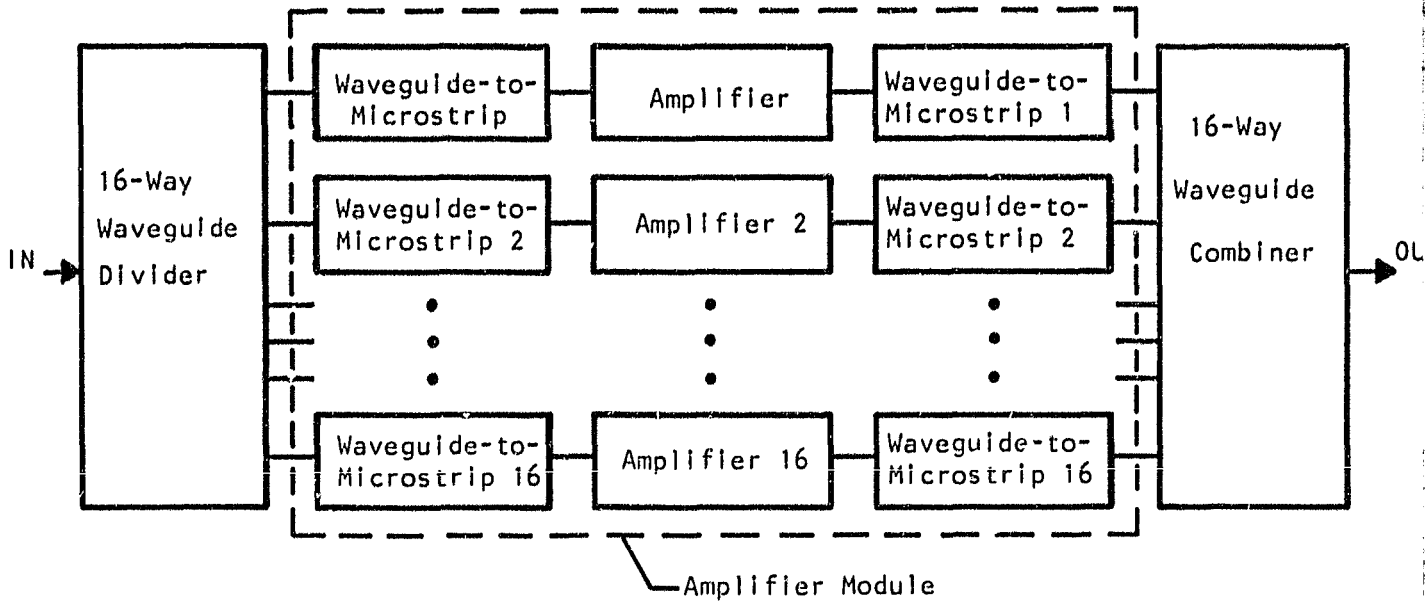 Waveguide-to-
Microstrip
Amplifier
Waveguide-to-
Microstrip 1
16-Way
Waveguide
Divider
16-Way
Waveguide
Combiner
Waveguide-to-
Microstrip 2
Amplifier 2
Waveguide-to-
Microstrip 2
IN
OU
Waveguide-to-
Microstrip 16
Amplifier 16
Waveguide-to-
Microstrip 16
Amplifier Module